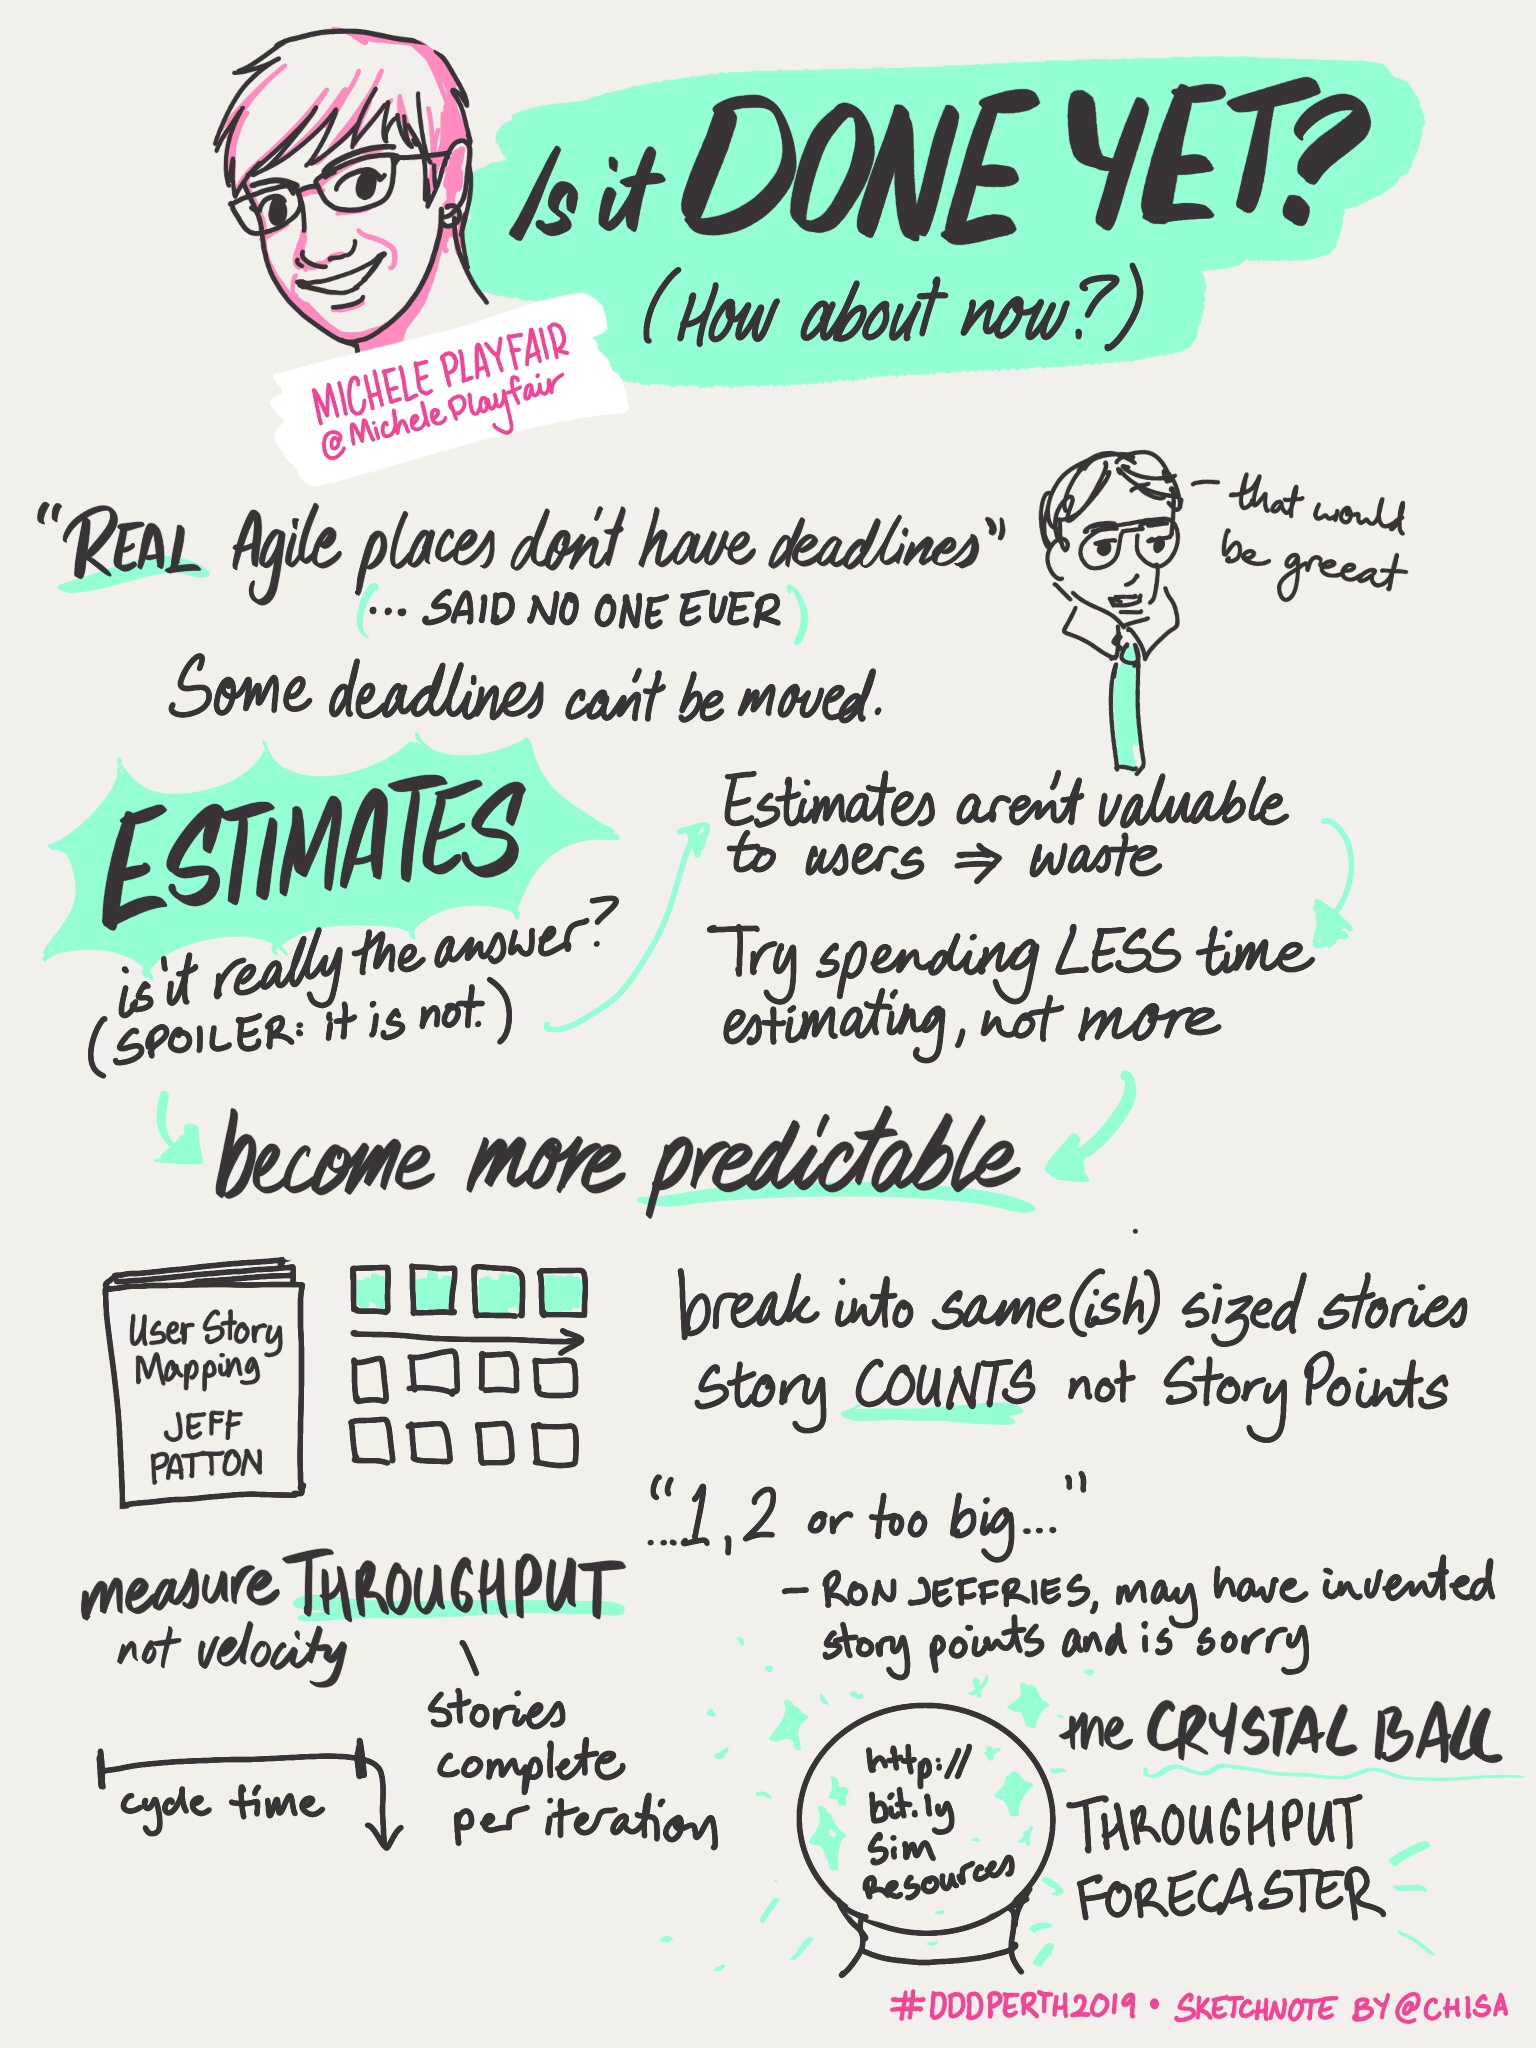 Is it DONE YET?
(How about now?)
MICHELE PLAYFAIR
@MichelePlayfair
"REAL Agile places don't have deadlines"
(... SAID NO ONE EVER)
- that would
be greeat
Some deadlines can't be moved.
ESTIMATES
is it really the answer?
(SPOILER: it is not.)
Estimates aren't valuable
to users ⇒ waste
Try spending LESS time
estimating, not more
become more predictable
User Story
Mapping
JEFF
PATTON
break into same(ish) sized stories
Story COUNTS not Story Points
"...1, 2 or too big..."
- RON JEFFRIES, may have invented
story points and is sorry
measure THROUGHPUT
not velocity
stories
complete
per iteration
cycle time
http://
bit.ly
Sim
Resources
the CRYSTAL BALL
THROUGHPUT
FORECASTER
#DDDPERTH2019 • SKETCHNOTE BY @CHISA